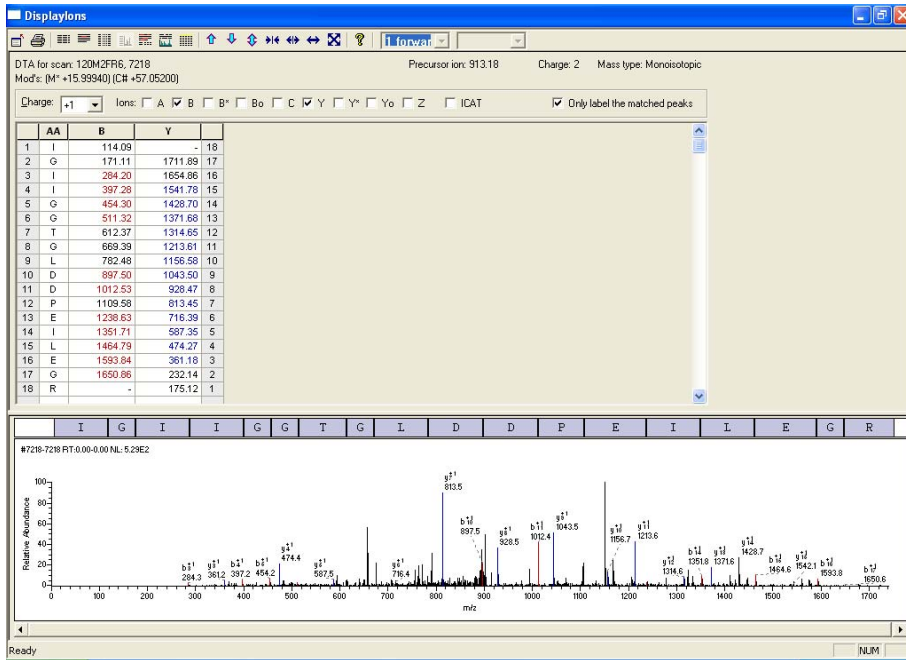 DisplayIons
1 forwar
DTA for scan: 120M2FR6, 7218 Precursor ion: 913.18 Charge: 2 Mass type: Monoisotopic
Mod's: (M* +15.99940) (C# +57.05200)
Charge: +1 Ions: A B B* Bo C Y Y* Yo Z ICAT Only label the matched peaks
AA B Y
1 I 114.09 - 18
2 G 171.11 1711.89 17
3 I 284.20 1654.86 16
4 I 397.28 1541.78 15
5 G 454.30 1428.70 14
6 G 511.32 1371.68 13
7 T 612.37 1314.65 12
8 G 669.39 1213.61 11
9 L 782.48 1156.58 10
10 D 897.50 1043.50 9
11 D 1012.53 928.47 8
12 P 1109.58 813.45 7
13 E 1238.63 716.39 6
14 I 1351.71 587.35 5
15 L 1464.79 474.27 4
16 E 1593.84 361.18 3
17 G 1650.86 232.14 2
18 R - 175.12 1
I G I I G G T G L D D P E I L E G R
#7218-7218 RT:0.00-0.00 NL: 5.29E2
Relative Abundance
100
80
60
40
20
0
284.3 361.2 397.2 454.2 474.4 587.5 716.4 813.5 897.5 928.5 1012.4 1043.5 1156.7 1213.6 1314.6 1351.8 1371.6 1428.7 1464.6 1542.1 1593.8 1650.6
0 100 200 300 400 500 600 700 800 900 1000 1100 1200 1300 1400 1500 1600 1700
m/z
Ready NUM